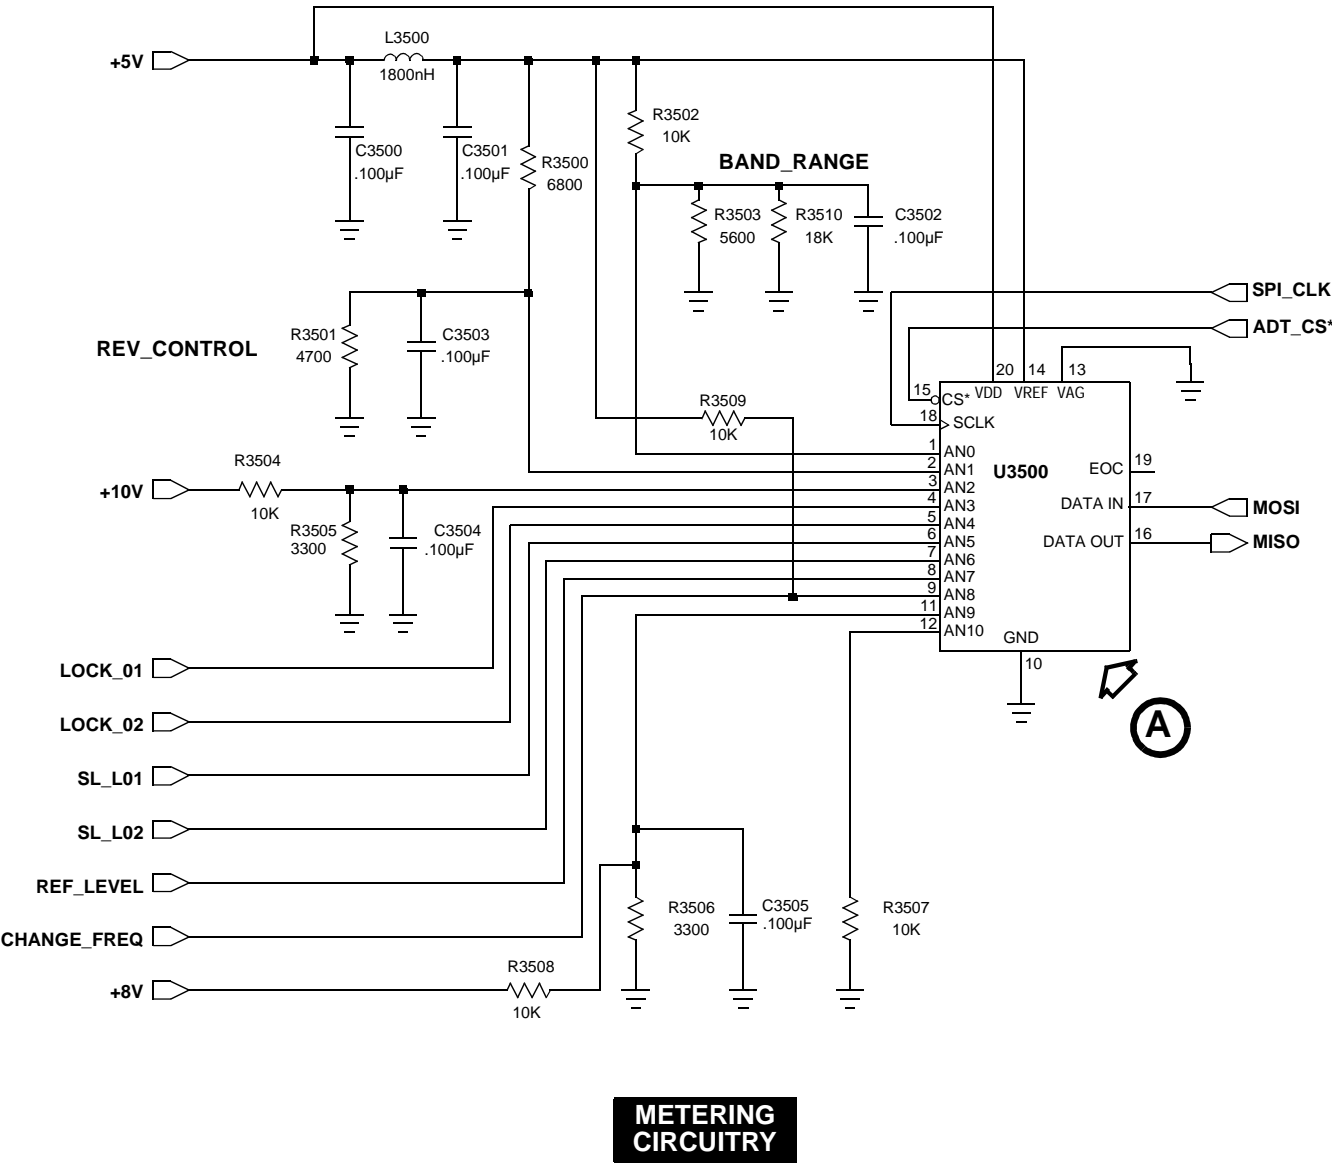 L3500
+5V
1800nH
R3502
10K
C3500
.100µF
C3501
.100µF
R3500
6800
BAND_RANGE
R3503
5600
R3510
18K
C3502
.100µF
SPI_CLK
ADT_CS*
R3501
4700
C3503
.100µF
REV_CONTROL
20 14 13
15 CS* VDD VREF VAG
18 SCLK
R3509
10K
1 AN0
2 AN1
3 AN2
4 AN3
5 AN4
6 AN5
7 AN6
8 AN7
9 AN8
11 AN9
12 AN10
U3500
EOC 19
DATA IN 17
MOSI
DATA OUT 16
MISO
GND
10
A
R3504
+10V
10K
R3505
3300
C3504
.100µF
LOCK_01
LOCK_02
SL_L01
SL_L02
REF_LEVEL
CHANGE_FREQ
+8V
R3508
10K
R3506
3300
C3505
.100µF
R3507
10K
METERING
CIRCUITRY